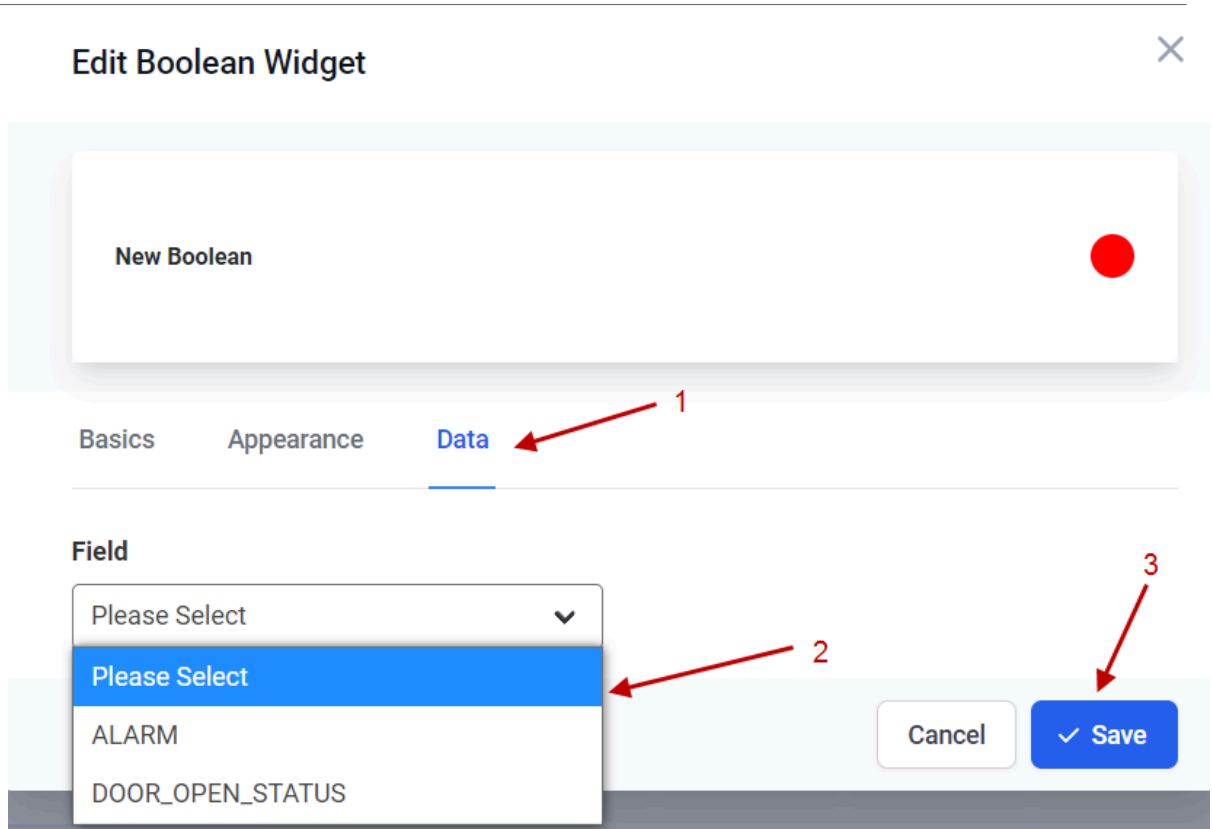 Edit Boolean Widget
New Boolean
1
Basics Appearance Data
Field
3
Please Select
2
Please Select
ALARM
Cancel Save
DOOR_OPEN_STATUS